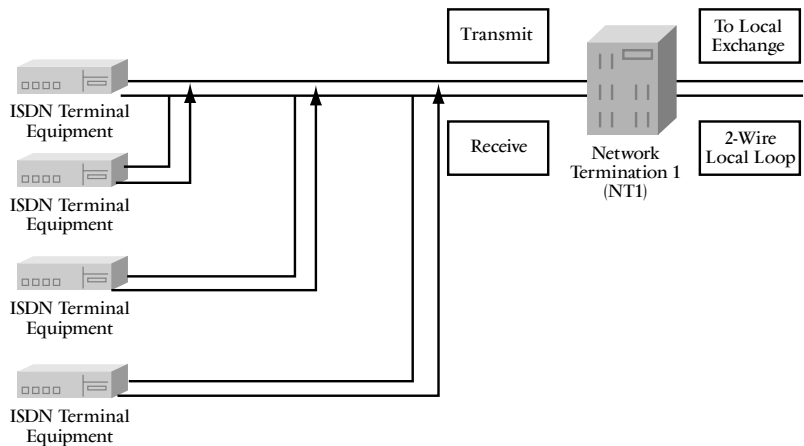 Transmit
To Local
Exchange
ISDN Terminal
Equipment
Receive
Network
Termination 1
(NT1)
2-Wire
Local Loop
ISDN Terminal
Equipment
ISDN Terminal
Equipment
ISDN Terminal
Equipment